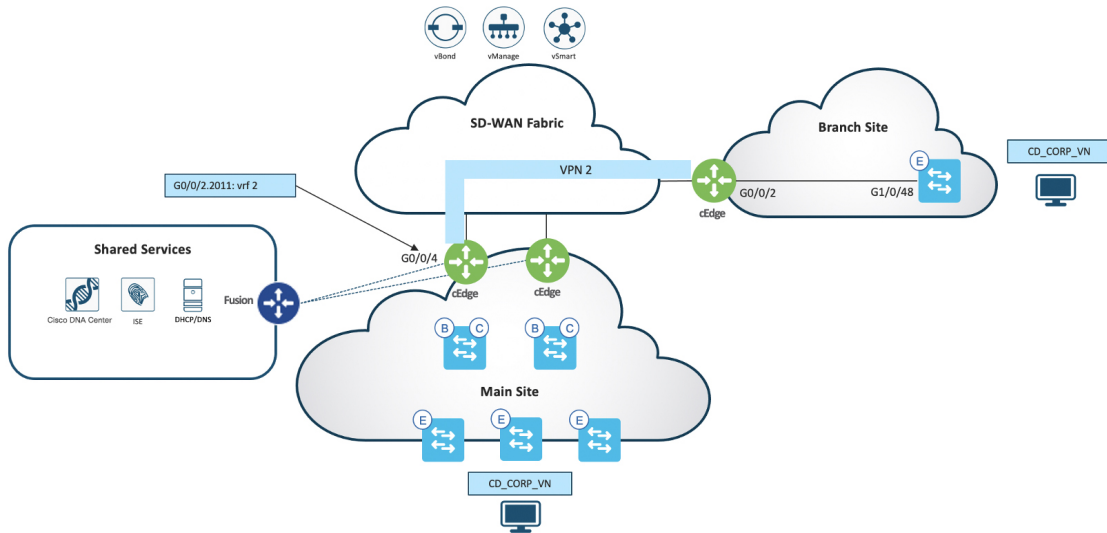 vBond
vManage
vSmart
SD-WAN Fabric
Branch Site
CD_CORP_VN
E
VPN 2
G0/0/2.2011: vrf 2
G0/0/2
G1/0/48
cEdge
Shared Services
G0/0/4
Fusion
cEdge
cEdge
Cisco DNA Center
ISE
DHCP/DNS
B
C
B
C
Main Site
E
E
E
CD_CORP_VN